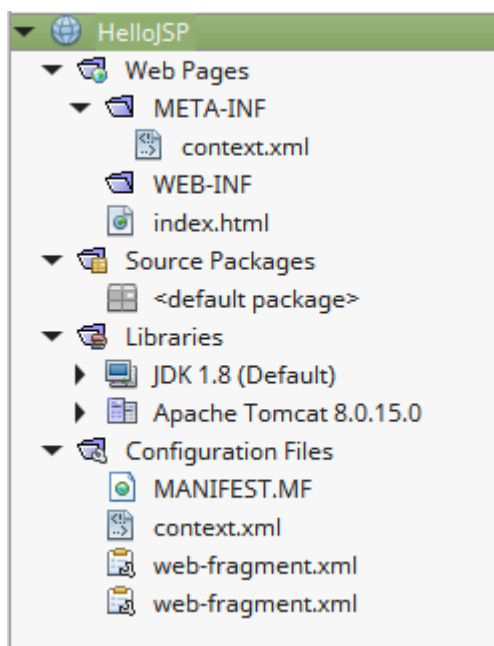 HelloJSP
Web Pages
META-INF
context.xml
WEB-INF
index.html
Source Packages
<default package>
Libraries
JDK 1.8 (Default)
Apache Tomcat 8.0.15.0
Configuration Files
MANIFEST.MF
context.xml
web-fragment.xml
web-fragment.xml